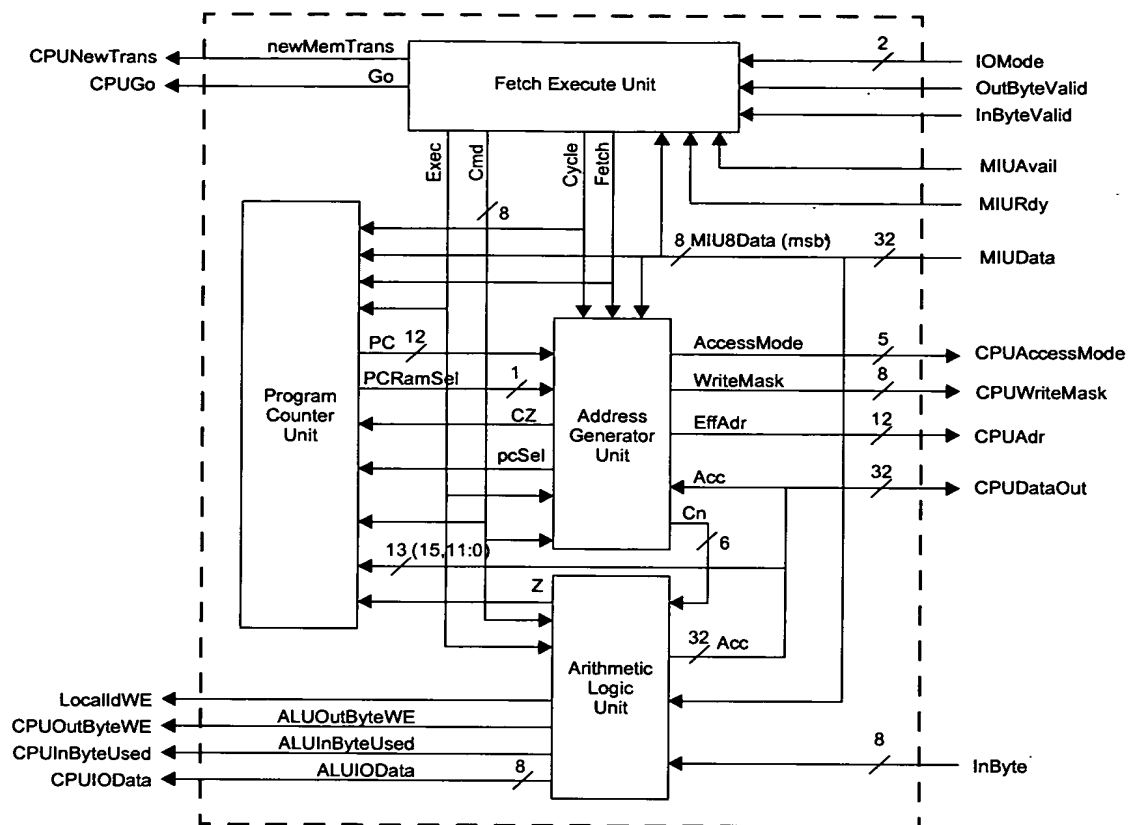 CPUNewTrans
newMemTrans
CPUGo
Go
Fetch Execute Unit
2
IOMode
OutByteValid
InByteValid
MIUAvail
MIURdy
Exec
Cmd
Cycle
Fetch
8
8 MIU8Data (msb)
32
MIUData
PC 12
PCRamSel 1
CZ
pcSel
Program
Counter
Unit
Address
Generator
Unit
AccessMode
5
CPUAccessMode
WriteMask
8
CPUWriteMask
EffAdr
12
CPUAdr
Acc
32
CPUDataOut
Cn
6
13 (15,11:0)
Z
32 Acc
Arithmetic
Logic
Unit
LocalIdWE
CPUOutByteWE
ALUOutByteWE
CPUInByteUsed
ALUInByteUsed
CPUIOData
ALUIOData
8
8
InByte